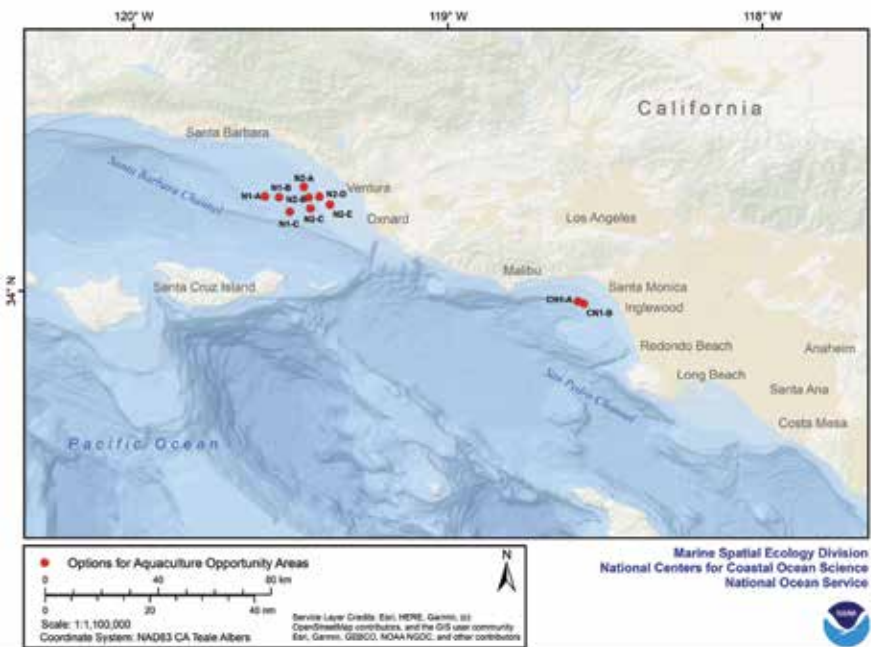 120° W
119° W
118° W
34° N
California
Santa Barbara
Santa Barbara Channel
N2-A
N1-B
Ventura
N1-A
N2-B
N2-D
N2-E
N1-C
N2-C
Oxnard
Los Angeles
Malibu
Santa Cruz Island
Santa Monica
CN1-A
Inglewood
CN1-B
Redondo Beach
Anaheim
Long Beach
San Pedro Channel
Santa Ana
Costa Mesa
Pacific Ocean
Options for Aquaculture Opportunity Areas
N
0 40 80 km
0 20 40 nm
Scale: 1:1,100,000
Coordinate System: NAD83 CA Teale Albers
Service Layer Credits: Esri, HERE, Garmin, (c)
OpenStreetMap contributors, and the GIS user community
Esri, Garmin, GEBCO, NOAA NGDC, and other contributors
Marine Spatial Ecology Division
National Centers for Coastal Ocean Science
National Ocean Service
NOAA